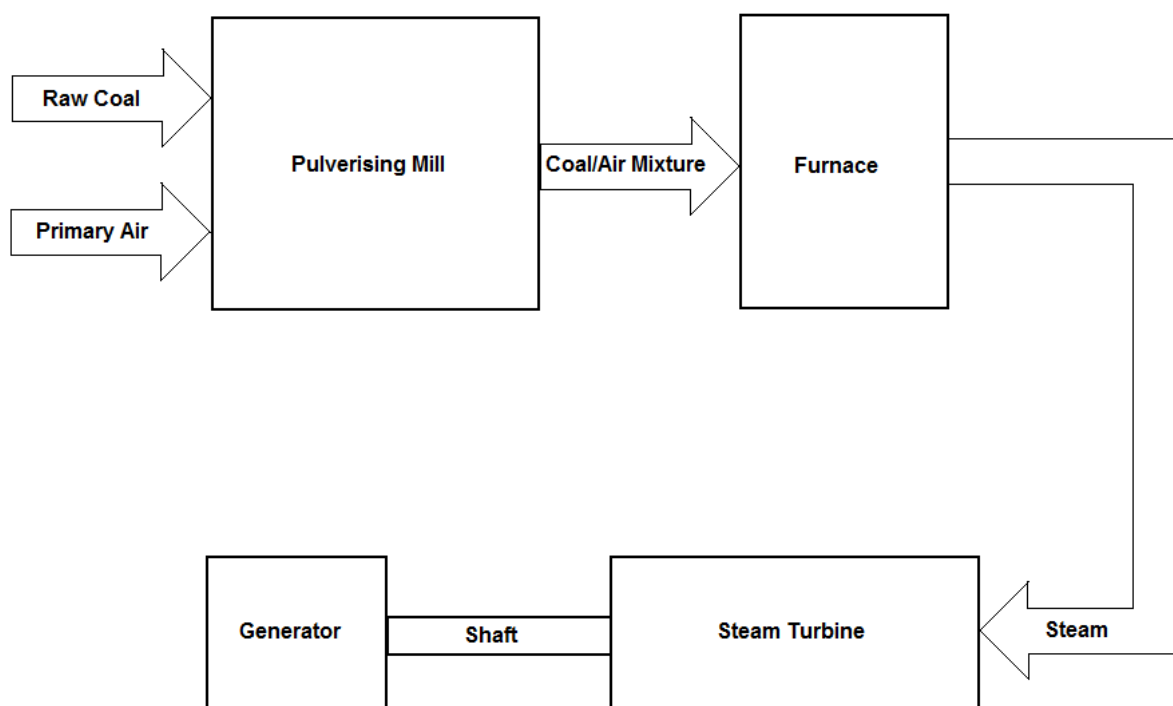 Raw Coal
Pulverising Mill
Coal/Air Mixture
Furnace
Primary Air
Generator
Shaft
Steam Turbine
Steam